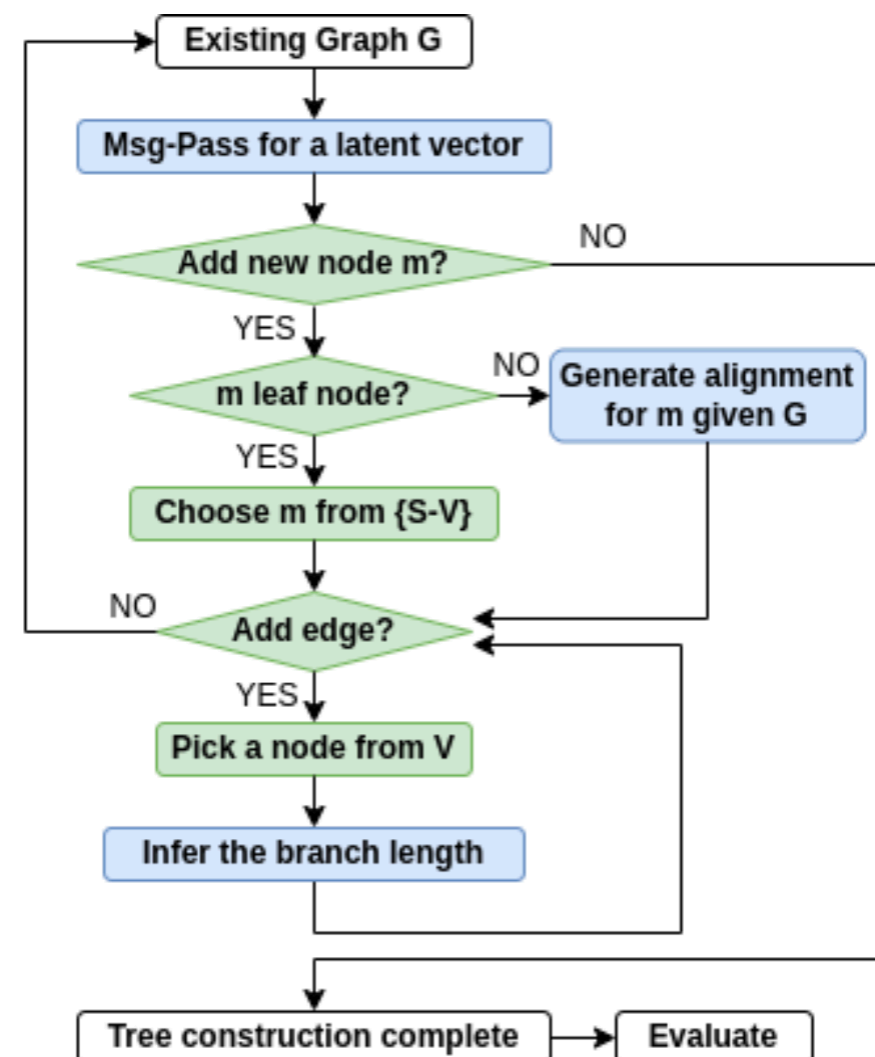 Existing Graph G
Msg-Pass for a latent vector
NO
Add new node m?
YES
NO
m leaf node?
Generate alignment
for m given G
YES
Choose m from {S-V}
NO
Add edge?
YES
Pick a node from V
Infer the branch length
Tree construction complete
Evaluate